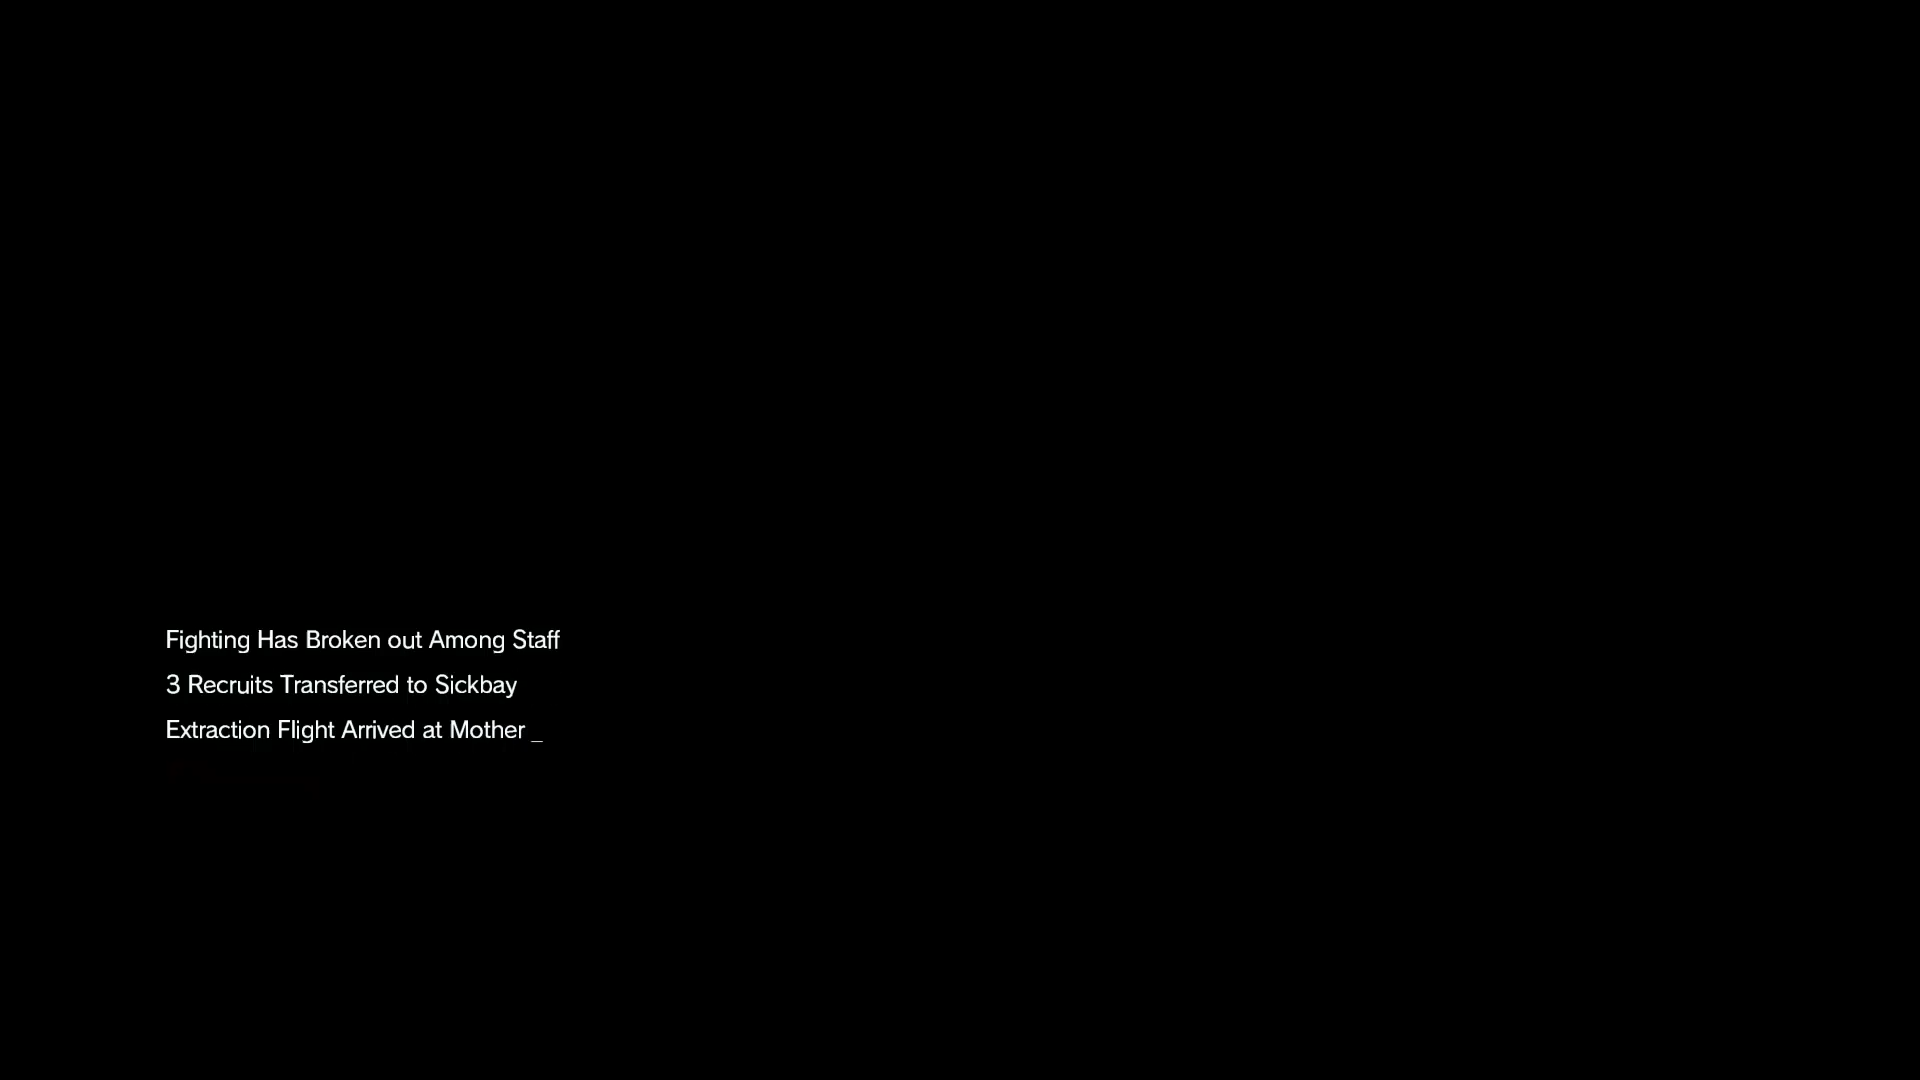 Fighting Has Broken out Among Staff
3 Recruits Transferred to Sickbay
Extraction Flight Arrived at Mother _